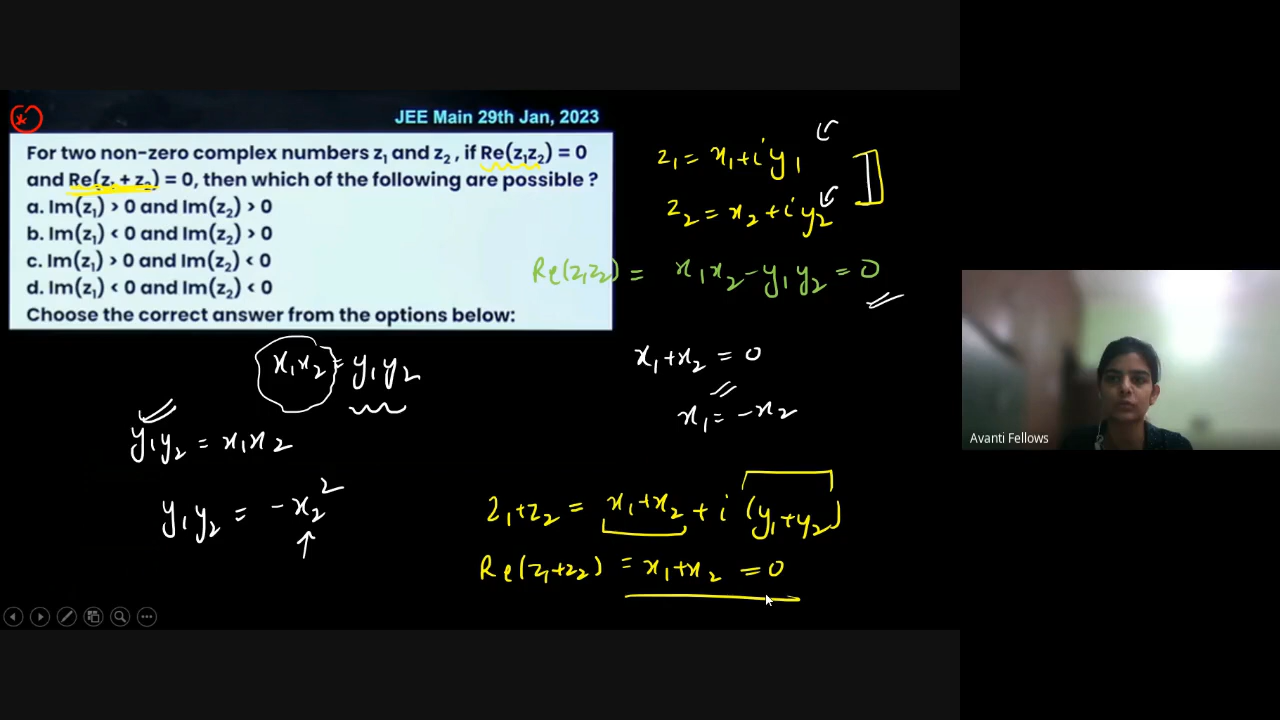 JEE Main 29th Jan, 2023
For two non-zero complex numbers z₁ and z₂, if Re(z₁z₂) = 0
and Re(z₁ + z₂) = 0, then which of the following are possible ?
a. Im(z₁) > 0 and Im(z₂) > 0
b. Im(z₁) < 0 and Im(z₂) > 0
c. Im(z₁) > 0 and Im(z₂) < 0
d. Im(z₁) < 0 and Im(z₂) < 0
Choose the correct answer from the options below:
z₁ = x₁+iy₁
z₂ = x₂+iy₂
Re(z₁z₂) = x₁x₂-y₁y₂ = 0
x₁x₂ = y₁y₂
y₁y₂ = x₁x₂
y₁y₂ = -x₂²
x₁+x₂ = 0
x₁ = -x₂
z₁+z₂ = x₁+x₂ + i (y₁+y₂)
Re(z₁+z₂) = x₁+x₂ = 0
Avanti Fellows